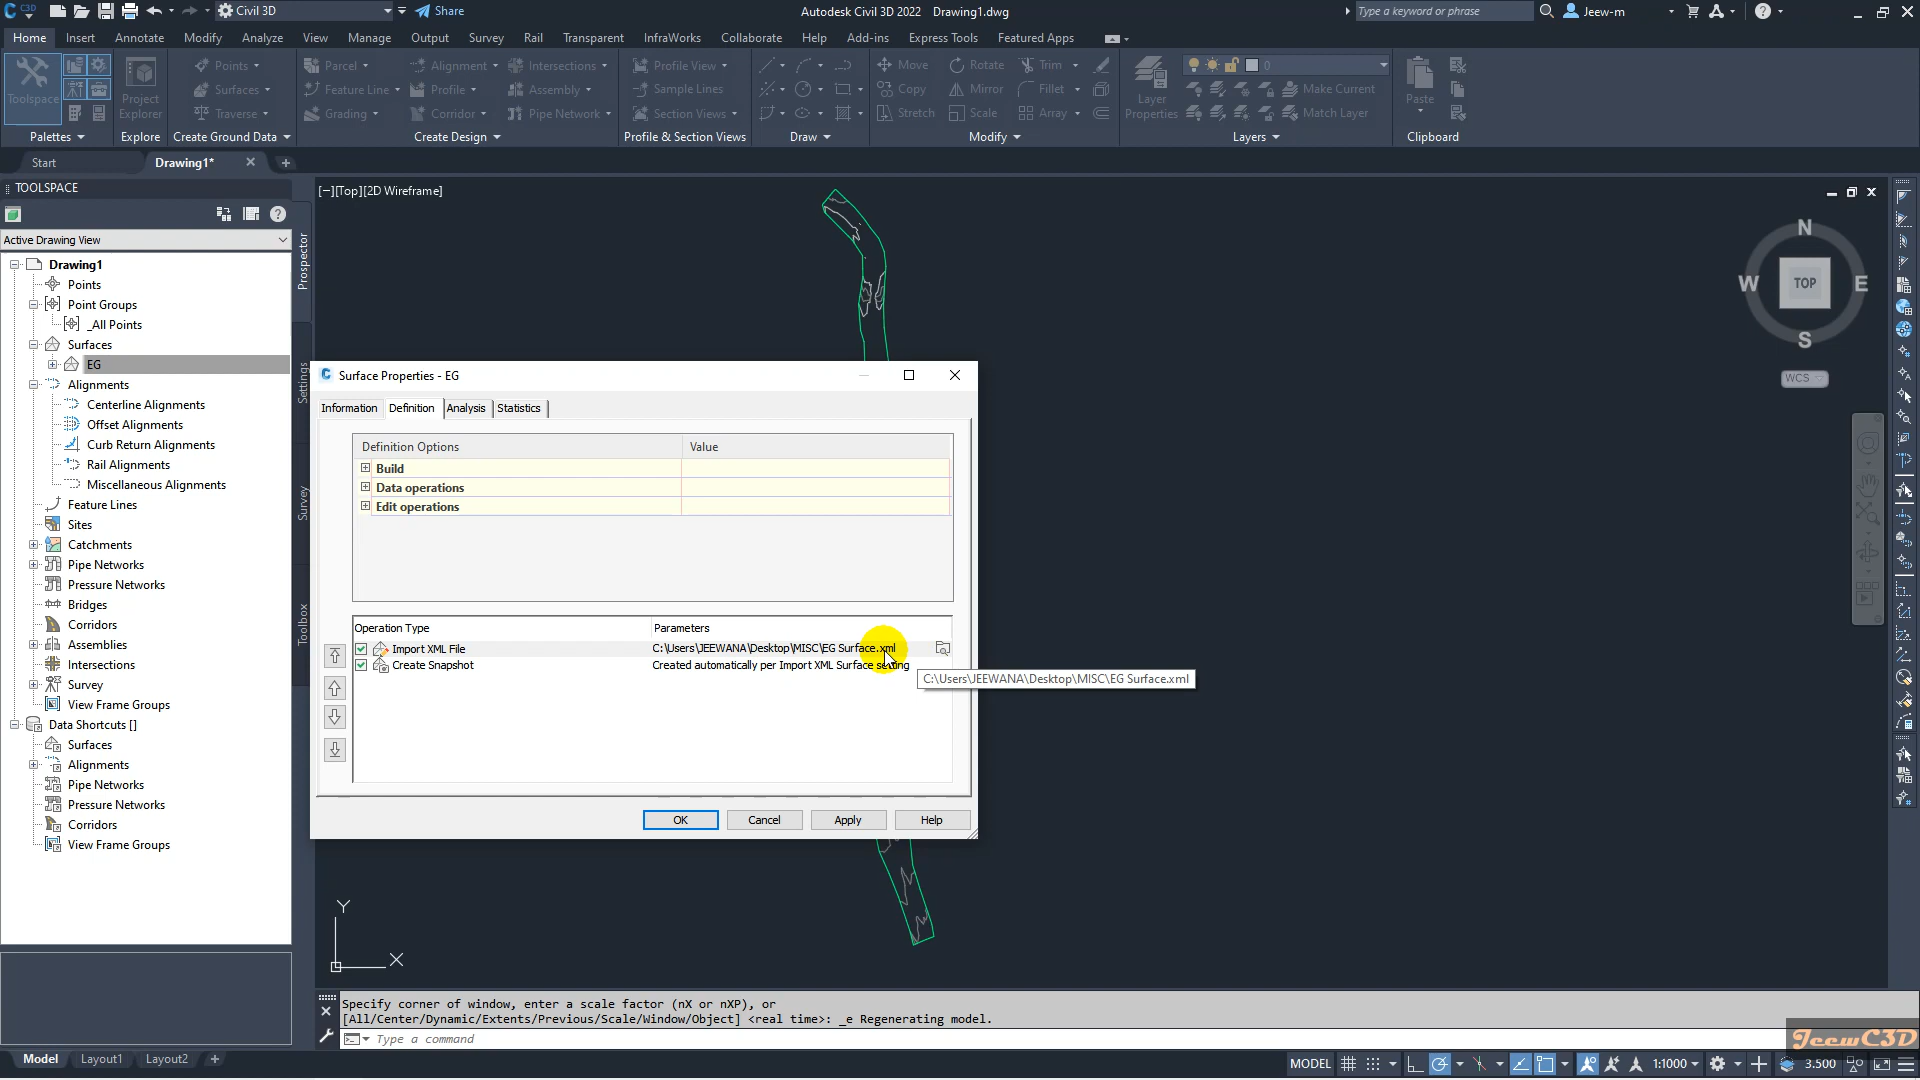 C3D
Civil 3D
Share
Autodesk Civil 3D 2022 Drawing1.dwg
Type a keyword or phrase
Jeew-m
Home Insert Annotate Modify Analyze View Manage Output Survey Rail Transparent InfraWorks Collaborate Help Add-ins Express Tools Featured Apps
Toolspace
Project Explorer
Points
Surfaces
Traverse
Parcel
Feature Line
Grading
Alignment
Profile
Corridor
Intersections
Assembly
Pipe Network
Profile View
Sample Lines
Section Views
Move
Copy
Stretch
Rotate
Mirror
Scale
Trim
Fillet
Array
Layer Properties
0
Make Current
Match Layer
Paste
Palettes Explore Create Ground Data Create Design Profile & Section Views Draw Modify Layers Clipboard
Start
Drawing1*
TOOLSPACE
Active Drawing View
Drawing1
Points
Point Groups
_All Points
Surfaces
EG
Alignments
Centerline Alignments
Offset Alignments
Curb Return Alignments
Rail Alignments
Miscellaneous Alignments
Feature Lines
Sites
Catchments
Pipe Networks
Pressure Networks
Bridges
Corridors
Assemblies
Intersections
Survey
View Frame Groups
Data Shortcuts []
Surfaces
Alignments
Pipe Networks
Pressure Networks
Corridors
View Frame Groups
Prospector
Settings
Survey
Toolbox
[−][Top][2D Wireframe]
N
W TOP E
S
WCS
Surface Properties - EG
Information Definition Analysis Statistics
Definition Options Value
Build
Data operations
Edit operations
Operation Type Parameters
Import XML File C:\Users\JEEWANA\Desktop\MISC\EG Surface.xml
Create Snapshot Created automatically per Import XML Surface setting
C:\Users\JEEWANA\Desktop\MISC\EG Surface.xml
OK Cancel Apply Help
Y
X
Specify corner of window, enter a scale factor (nX or nXP), or
[All/Center/Dynamic/Extents/Previous/Scale/Window/Object] <real time>: _e Regenerating model.
Type a command
JeewC3D
Model Layout1 Layout2
MODEL
1:1000
3.500